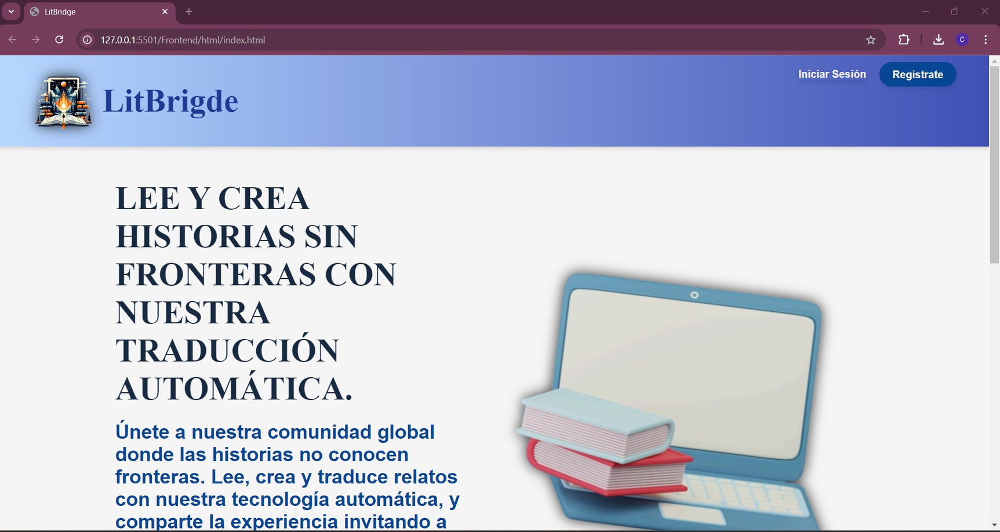 LitBridge
127.0.0.1:5501/Frontend/html/index.html
C
Iniciar Sesión
Registrate
LitBrigde
LEE Y CREA
HISTORIAS SIN
FRONTERAS CON
NUESTRA
TRADUCCIÓN
AUTOMÁTICA.
Únete a nuestra comunidad global
donde las historias no conocen
fronteras. Lee, crea y traduce relatos
con nuestra tecnología automática, y
comparte la experiencia invitando a